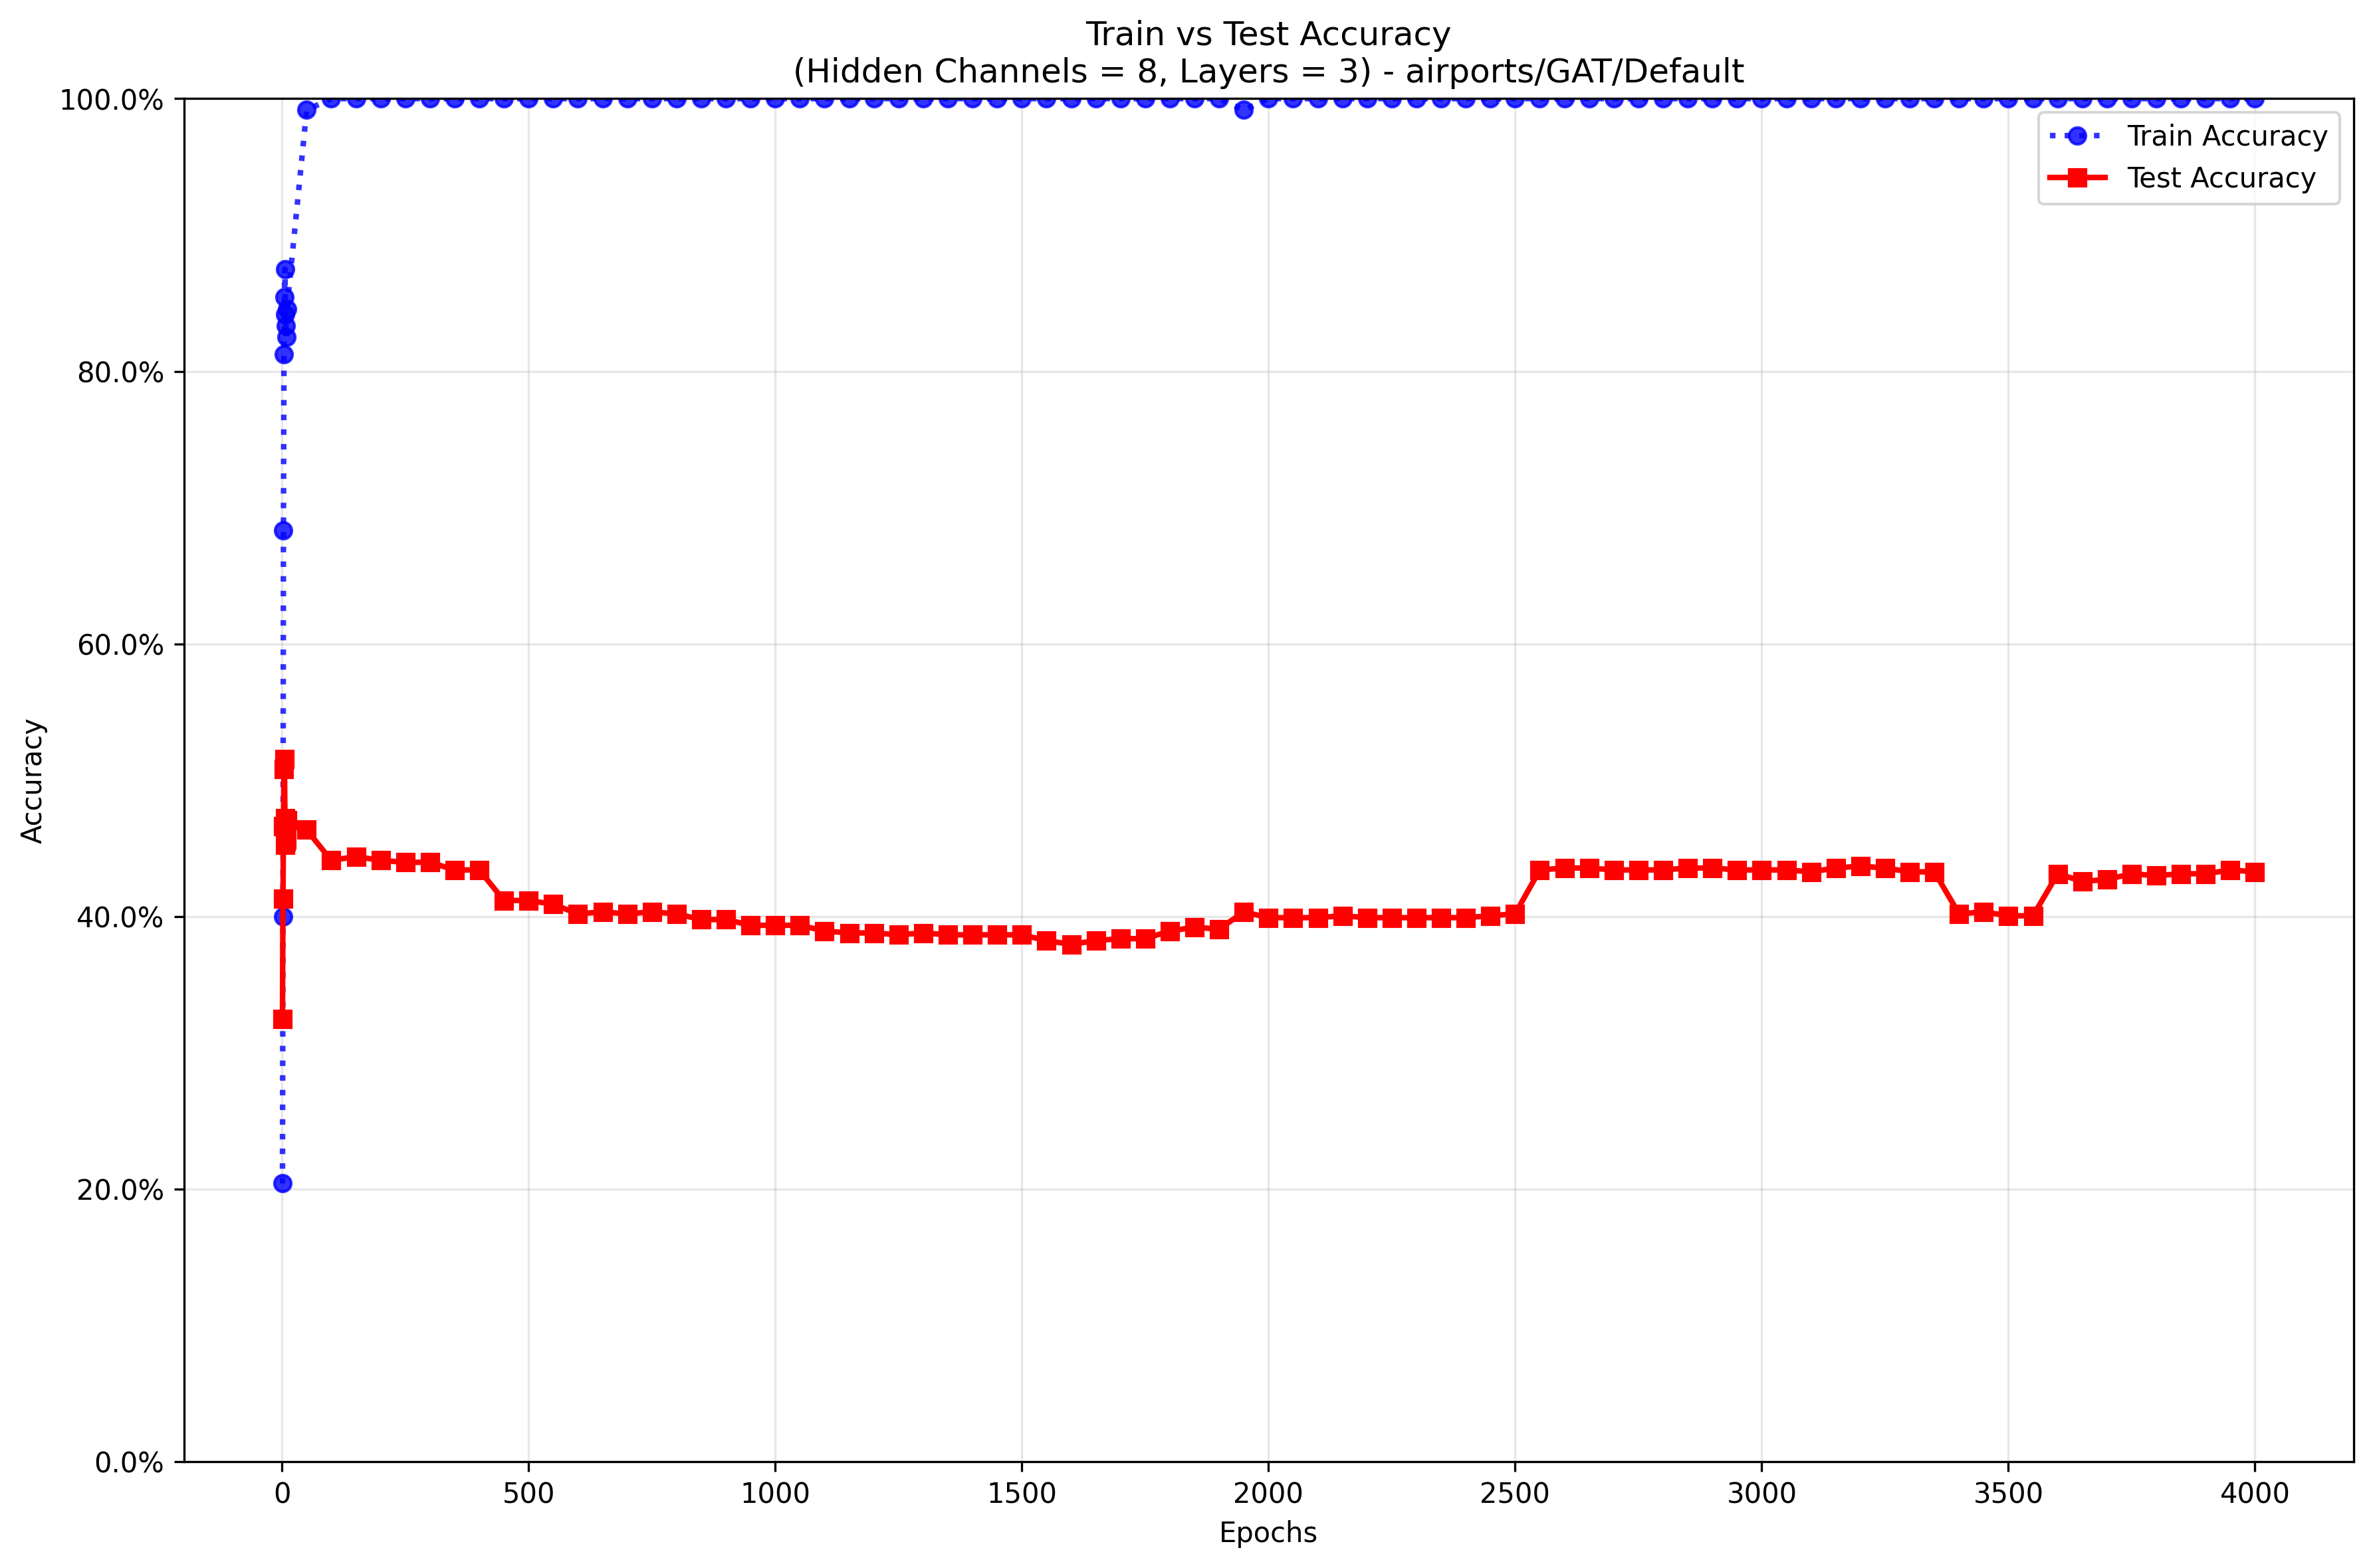 Train vs Test Accuracy
(Hidden Channels = 8, Layers = 3) - airports/GAT/Default
100.0%
80.0%
60.0%
40.0%
20.0%
0.0%
Accuracy
Train Accuracy
Test Accuracy
0 500 1000 1500 2000 2500 3000 3500 4000
Epochs